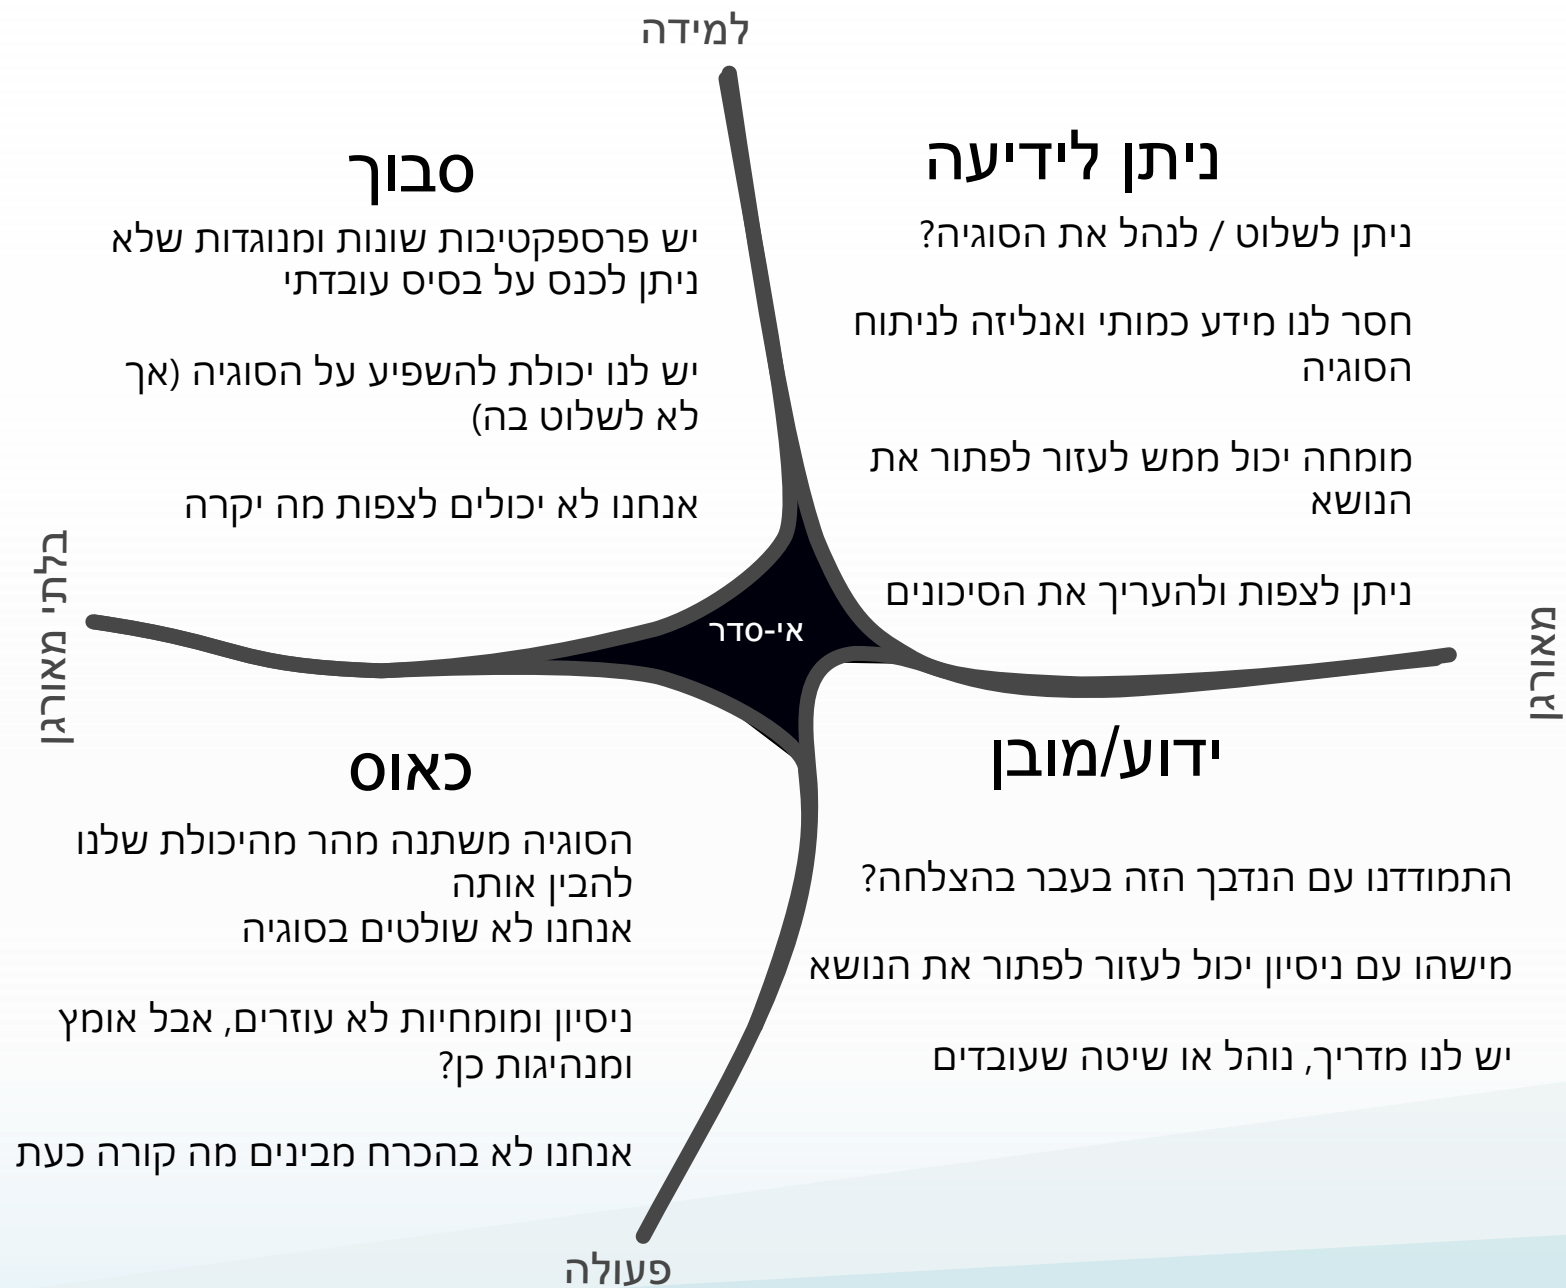 למידה
ניתן לידיעה
ניתן לשלוט / לנהל את הסוגיה?
חסר לנו מידע כמותי ואנליזה לניתוח
הסוגיה
מומחה יכול ממש לעזור לפתור את
הנושא
ניתן לצפות ולהעריך את הסיכונים
סבוך
יש פרספקטיבות שונות ומנוגדות שלא
ניתן לכנס על בסיס עובדתי
יש לנו יכולת להשפיע על הסוגיה (אך
לא לשלוט בה)
אנחנו לא יכולים לצפות מה יקרה
מאורגן
אי-סדר
בלתי מאורגן
ידוע/מובן
התמודדנו עם הנדבך הזה בעבר בהצלחה?
מישהו עם ניסיון יכול לעזור לפתור את הנושא
יש לנו מדריך, נוהל או שיטה שעובדים
כאוס
הסוגיה משתנה מהר מהיכולת שלנו
להבין אותה
אנחנו לא שולטים בסוגיה
ניסיון ומומחיות לא עוזרים, אבל אומץ
ומנהיגות כן?
אנחנו לא בהכרח מבינים מה קורה כעת
פעולה